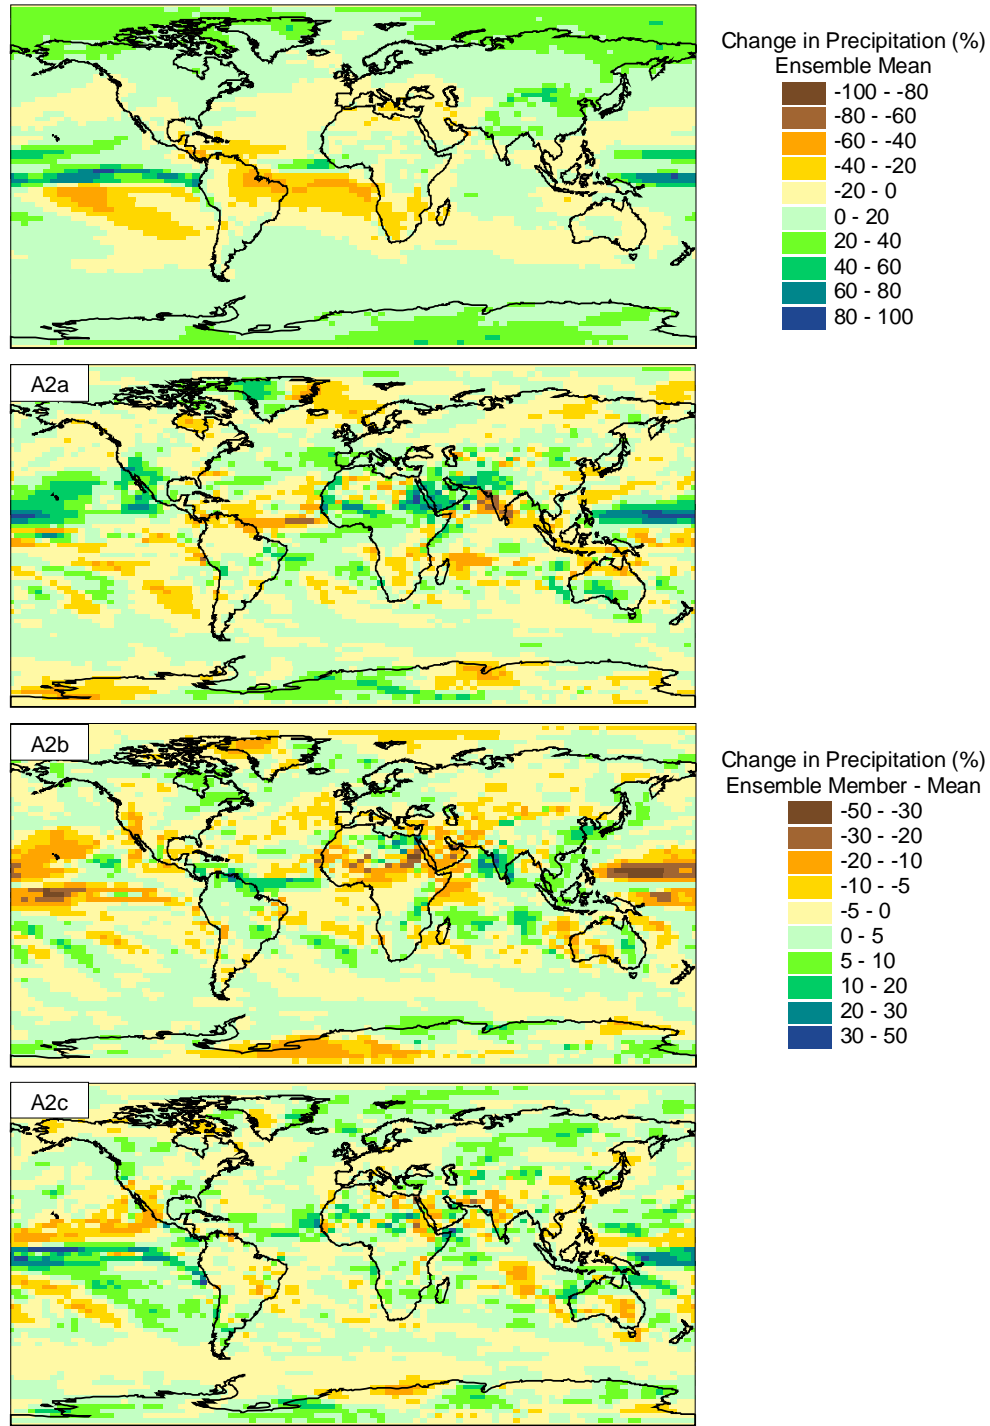 Change in Precipitation (%)
Ensemble Mean
-100 - -80
-80 - -60
-60 - -40
-40 - -20
-20 - 0
0 - 20
20 - 40
40 - 60
60 - 80
80 - 100
A2a
A2b
Change in Precipitation (%)
Ensemble Member - Mean
-50 - -30
-30 - -20
-20 - -10
-10 - -5
-5 - 0
0 - 5
5 - 10
10 - 20
20 - 30
30 - 50
A2c